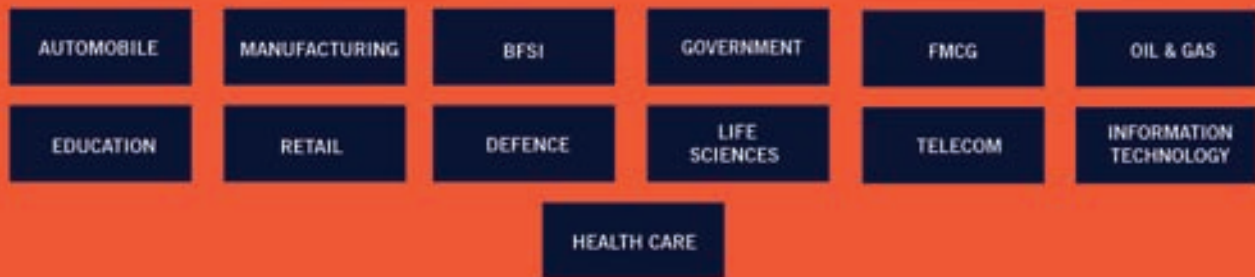 AUTOMOBILE
MANUFACTURING
BFSI
GOVERNMENT
FMCG
OIL & GAS
EDUCATION
RETAIL
DEFENCE
LIFE
SCIENCES
TELECOM
INFORMATION
TECHNOLOGY
HEALTH CARE